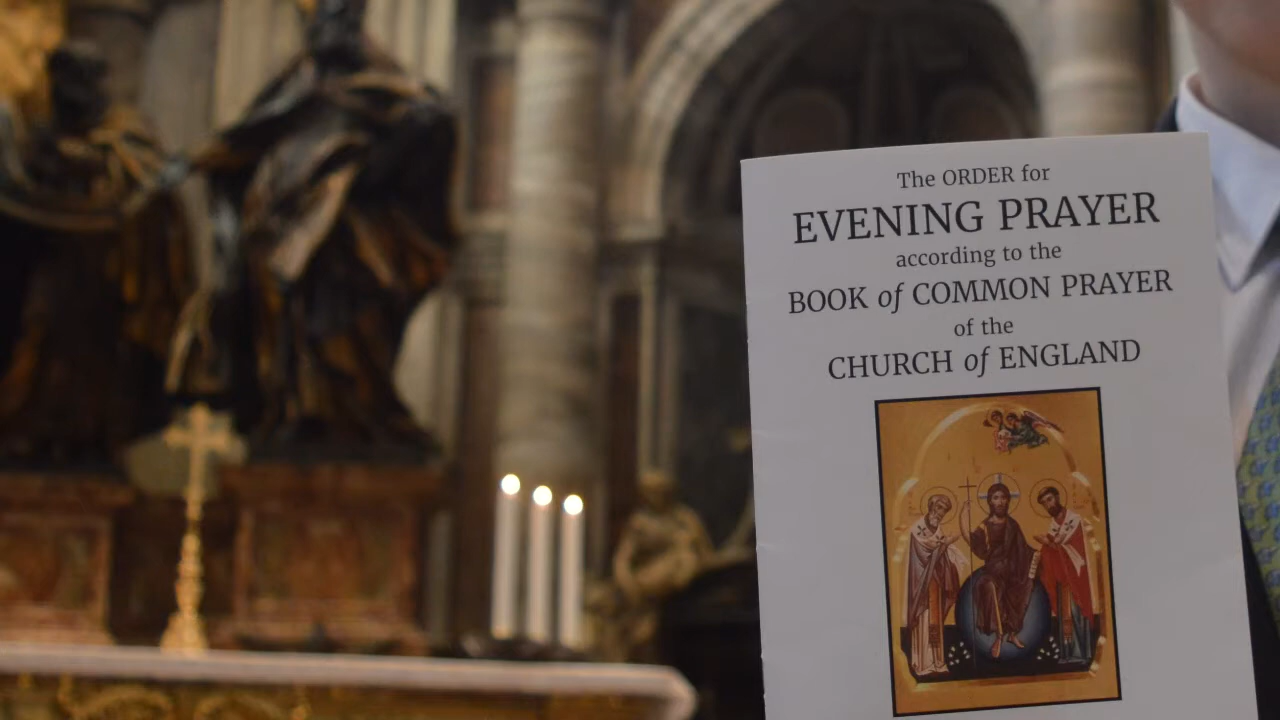 The ORDER for
EVENING PRAYER
according to the
BOOK of COMMON PRAYER
of the
CHURCH of ENGLAND